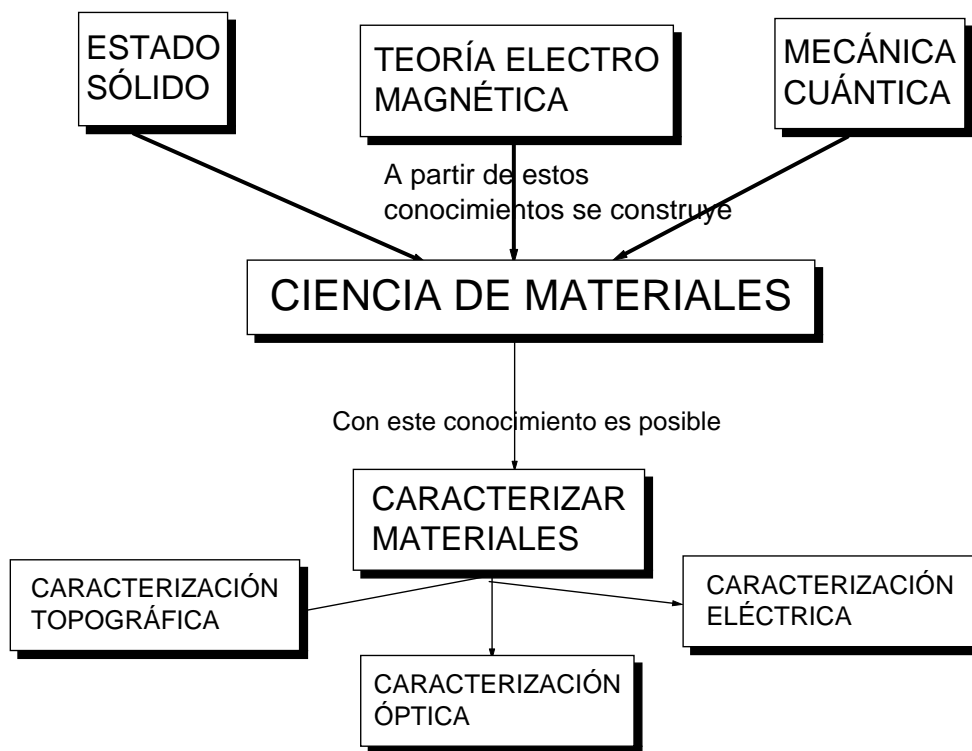 ESTADO
SÓLIDO
TEORÍA ELECTRO
MAGNÉTICA
MECÁNICA
CUÁNTICA
A partir de estos
conocimientos se construye
CIENCIA DE MATERIALES
Con este conocimiento es posible
CARACTERIZAR
MATERIALES
CARACTERIZACIÓN
TOPOGRÁFICA
CARACTERIZACIÓN
ELÉCTRICA
CARACTERIZACIÓN
ÓPTICA